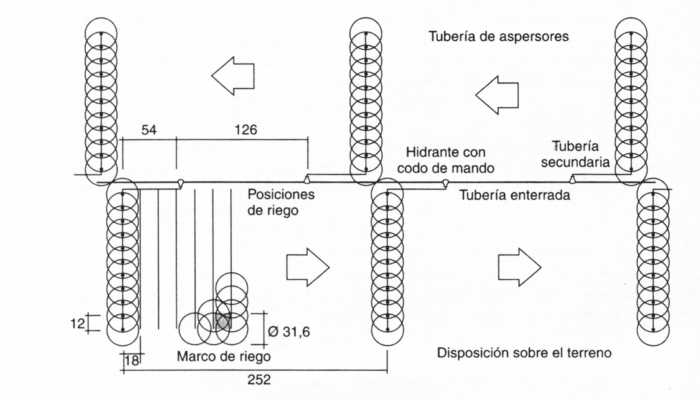 Tubería de aspersores
54
126
Hidrante con
codo de mando
Tubería
secundaria
Posiciones
de riego
Tubería enterrada
12
Ø 31,6
18
Marco de riego
Disposición sobre el terreno
252